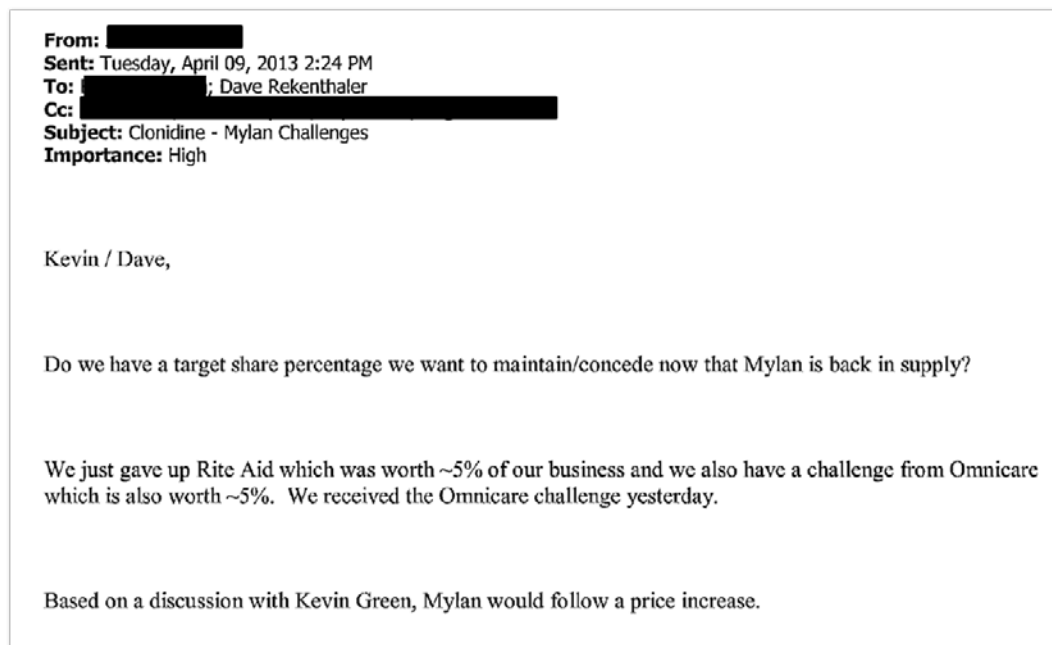 From:
Sent: Tuesday, April 09, 2013 2:24 PM
To: ; Dave Rekenthaler
Cc:
Subject: Clonidine - Mylan Challenges
Importance: High
Kevin / Dave,
Do we have a target share percentage we want to maintain/concede now that Mylan is back in supply?
We just gave up Rite Aid which was worth ~5% of our business and we also have a challenge from Omnicare
which is also worth ~5%. We received the Omnicare challenge yesterday.
Based on a discussion with Kevin Green, Mylan would follow a price increase.